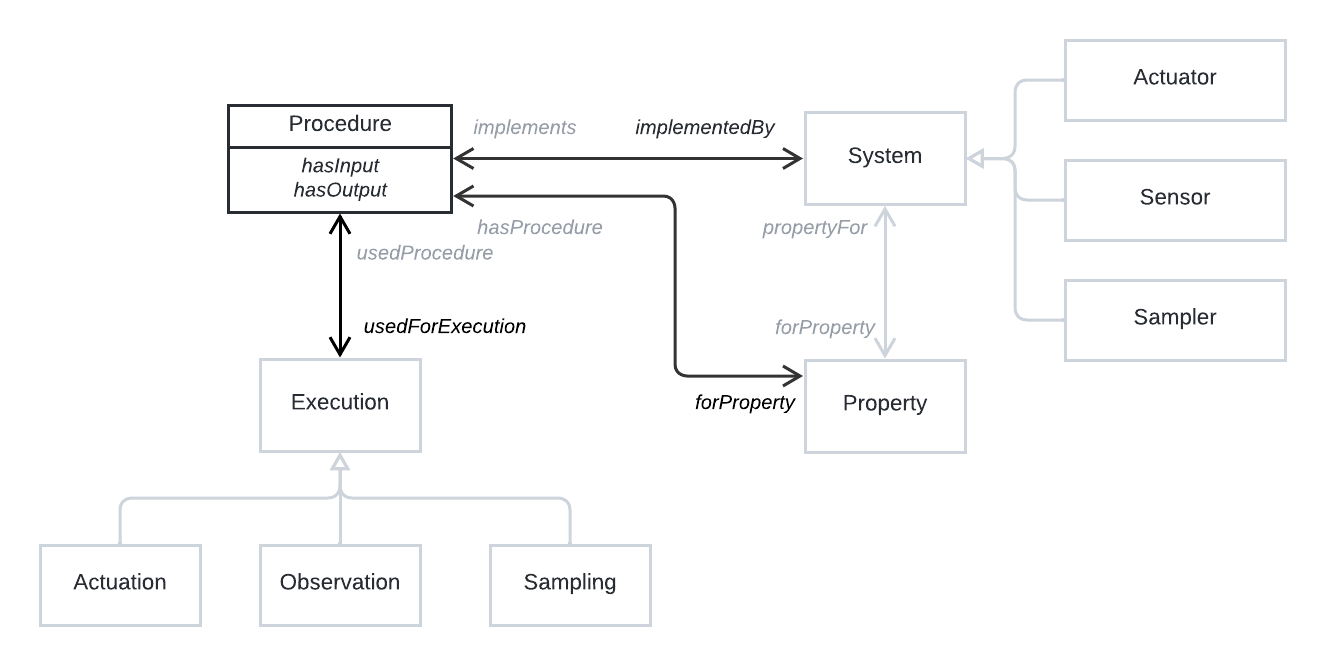 Actuator
Procedure
implements
implementedBy
System
hasInput
hasOutput
Sensor
hasProcedure
propertyFor
usedProcedure
usedForExecution
forProperty
Sampler
Execution
forProperty
Property
Actuation
Observation
Sampling